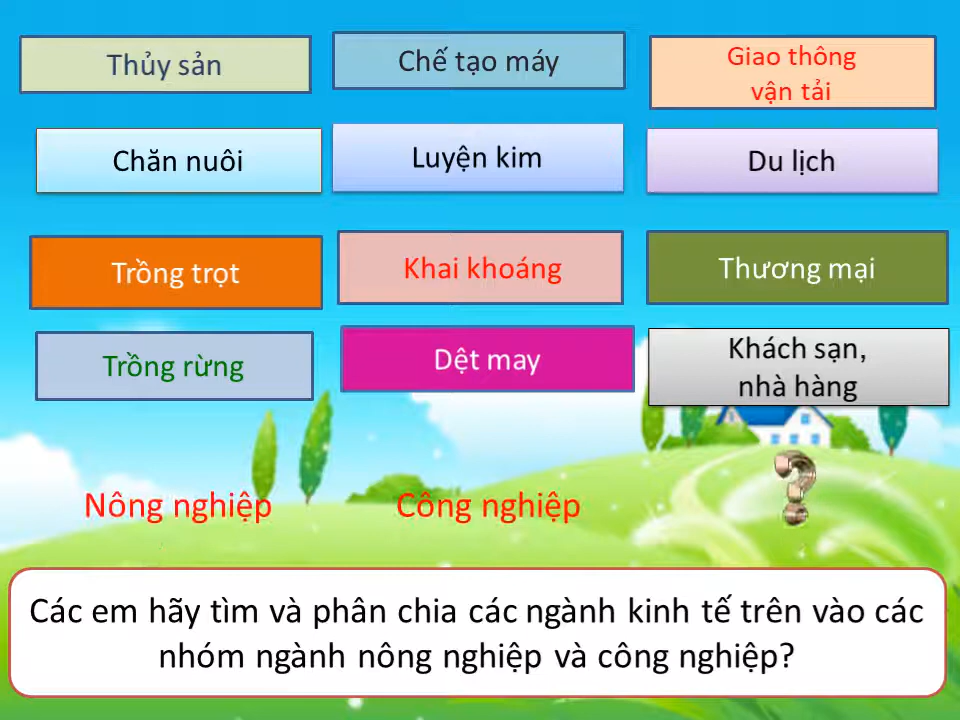 Thủy sản
Chế tạo máy
Giao thông
vận tải
Chăn nuôi
Luyện kim
Du lịch
Trồng trọt
Khai khoáng
Thương mại
Trồng rừng
Dệt may
Khách sạn,
nhà hàng
Nông nghiệp
Công nghiệp
?
Các em hãy tìm và phân chia các ngành kinh tế trên vào các
nhóm ngành nông nghiệp và công nghiệp?